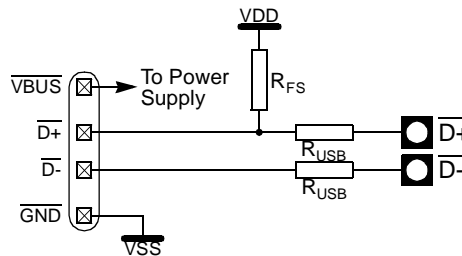 VDD
VBUS
To Power
Supply
RFS
D+
RUSB
D+
D-
RUSB
D-
GND
VSS